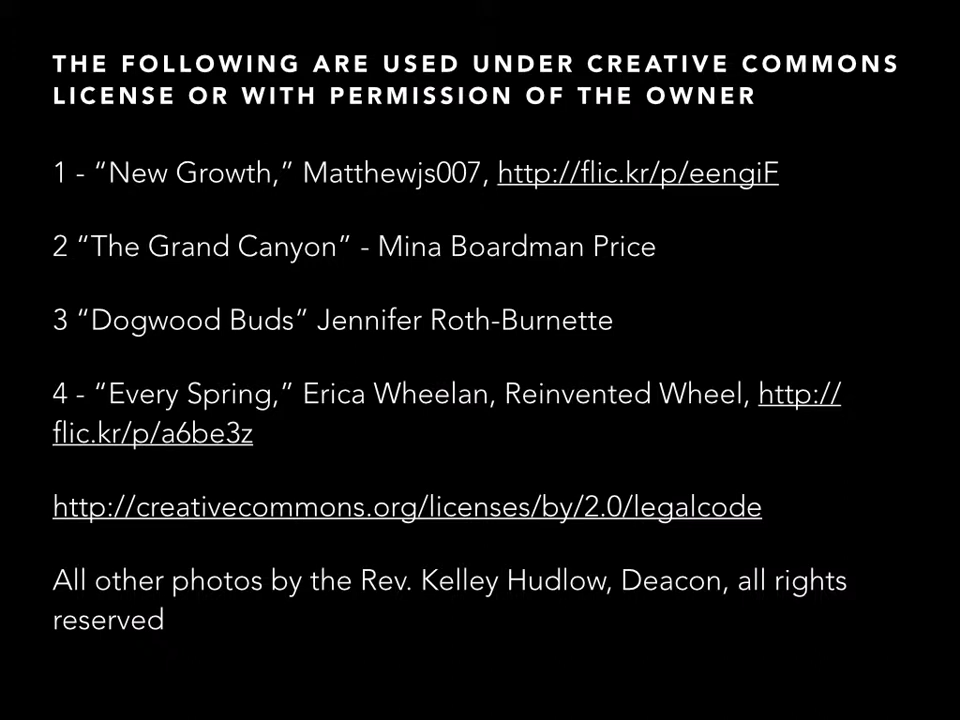 THE FOLLOWING ARE USED UNDER CREATIVE COMMONS
LICENSE OR WITH PERMISSION OF THE OWNER
1 - “New Growth,” Matthewjs007, http://flic.kr/p/eengiF
2 “The Grand Canyon” - Mina Boardman Price
3 “Dogwood Buds” Jennifer Roth-Burnette
4 - “Every Spring,” Erica Wheelan, Reinvented Wheel, http://
flic.kr/p/a6be3z
http://creativecommons.org/licenses/by/2.0/legalcode
All other photos by the Rev. Kelley Hudlow, Deacon, all rights
reserved